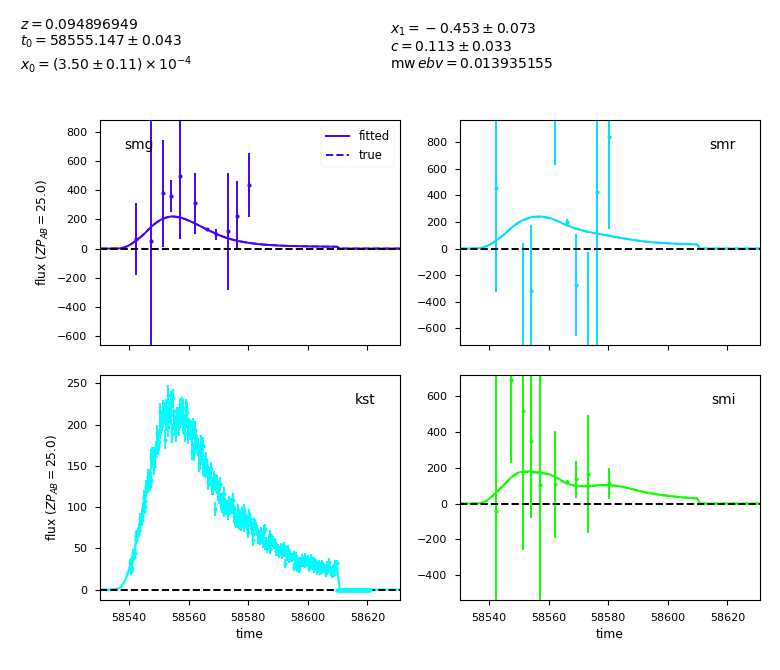 z = 0.094896949
t₀ = 58555.147 ± 0.043
x₀ = (3.50 ± 0.11) × 10⁻⁴
x₁ = −0.453 ± 0.073
c = 0.113 ± 0.033
mw ebv = 0.013935155
smg
fitted
true
flux (ZP_AB = 25.0)
800
600
400
200
0
−200
−400
−600
smr
800
600
400
200
0
−200
−400
−600
kst
flux (ZP_AB = 25.0)
250
200
150
100
50
0
58540 58560 58580 58600 58620
time
smi
600
400
200
0
−200
−400
58540 58560 58580 58600 58620
time